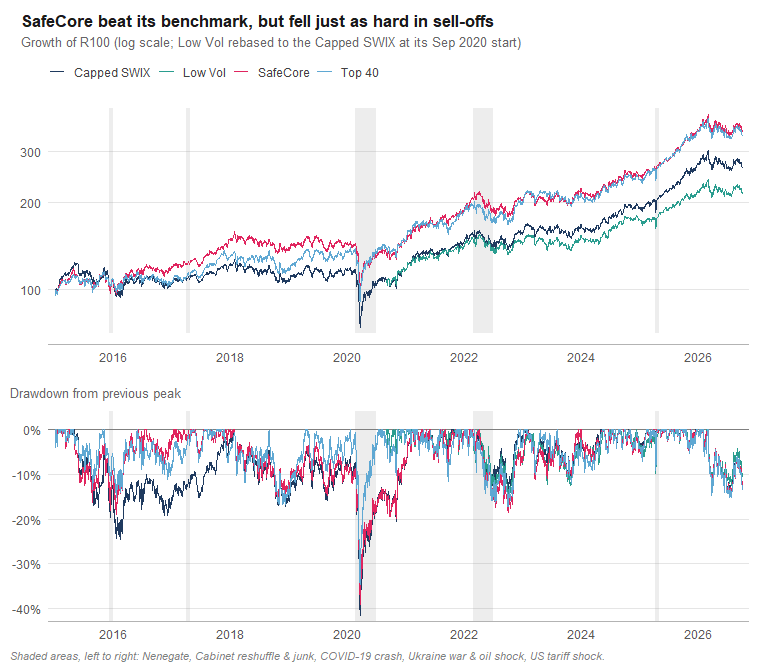 SafeCore beat its benchmark, but fell just as hard in sell-offs
Growth of R100 (log scale; Low Vol rebased to the Capped SWIX at its Sep 2020 start)
Capped SWIX Low Vol SafeCore Top 40
300
200
100
2016 2018 2020 2022 2024 2026
Drawdown from previous peak
0%
-10%
-20%
-30%
-40%
2016 2018 2020 2022 2024 2026
Shaded areas, left to right: Nenegate, Cabinet reshuffle & junk, COVID-19 crash, Ukraine war & oil shock, US tariff shock.